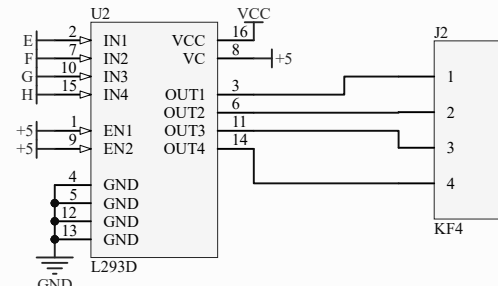 U2
VCC
J2
E 2 IN1 VCC 16
F 7 IN2 VC 8 +5
G 10 IN3
H 15 IN4 OUT1 3 1
OUT2 6 2
+5 1 EN1 OUT3 11 3
+5 9 EN2 OUT4 14 4
4 GND
5 GND
12 GND
13 GND
KF4
L293D
GND